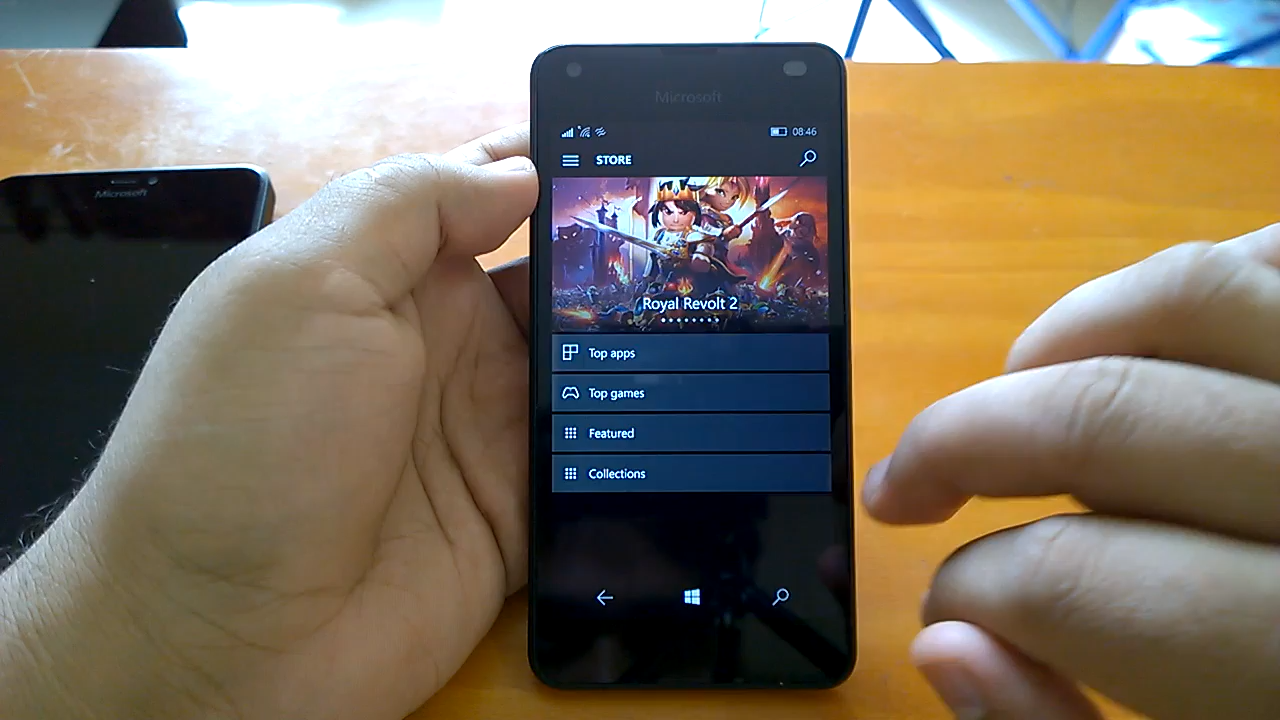 Microsoft
Microsoft
08:46
STORE
Royal Revolt 2
Top apps
Top games
Featured
Collections